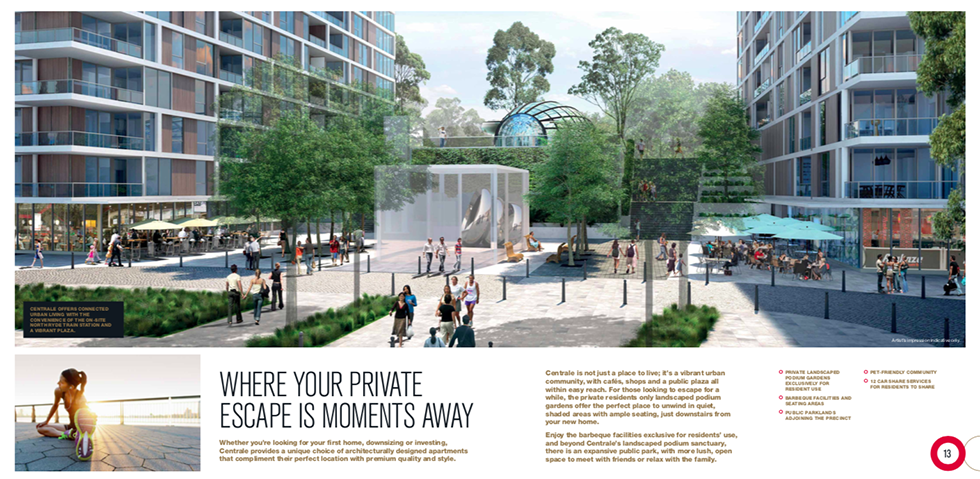 CENTRALE OFFERS CONNECTED
URBAN LIVING WITH THE
CONVENIENCE OF THE ON-SITE
NORTH RYDE TRAIN STATION AND
A VIBRANT PLAZA.
WHERE YOUR PRIVATE
ESCAPE IS MOMENTS AWAY
Whether you're looking for your first home, downsizing or investing,
Centrale provides a unique choice of architecturally designed apartments
that compliment their perfect location with premium quality and style.
Centrale is not just a place to live; it's a vibrant urban
community, with cafés, shops and a public plaza all
within easy reach. For those looking to escape for a
while, the private residents only landscaped podium
gardens offer the perfect place to unwind in quiet,
shaded areas with ample seating, just downstairs from
your new home.
Enjoy the barbeque facilities exclusive for residents' use,
and beyond Centrale's landscaped podium sanctuary,
there is an expansive public park, with more lush, open
space to meet with friends or relax with the family.
PRIVATE LANDSCAPED
PODIUM GARDENS
EXCLUSIVELY FOR
RESIDENT USE
BARBEQUE FACILITIES AND
SEATING AREAS
PUBLIC PARKLANDS
ADJOINING THE PRECINCT
PET-FRIENDLY COMMUNITY
12 CAR-SHARE SERVICES
FOR RESIDENTS TO SHARE
13